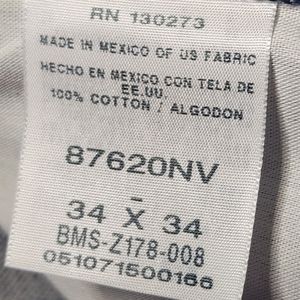 RN 130273
MADE IN MEXICO OF US FABRIC
HECHO EN MEXICO CON TELA DE
EE.UU.
100% COTTON / ALGODON
87620NV
-
34 X 34
BMS-Z178-008
051071500166